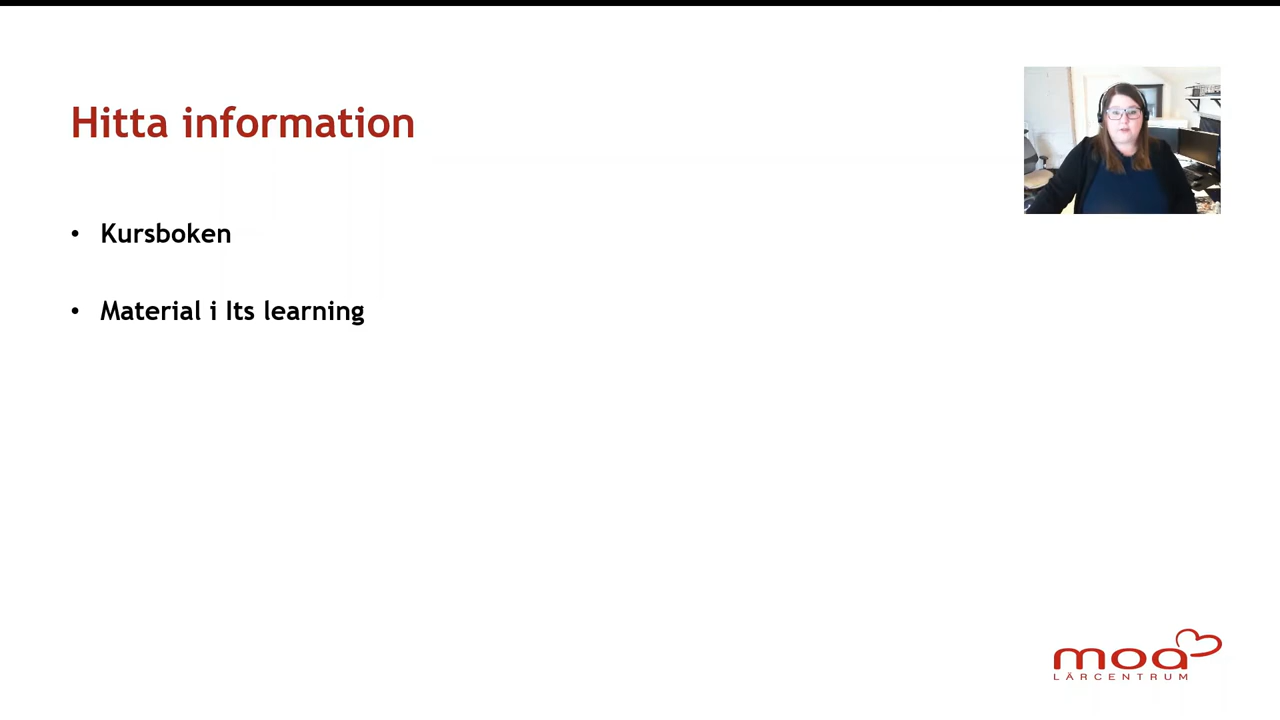 Hitta information
• Kursboken
• Material i Its learning
moa
LÄRCENTRUM